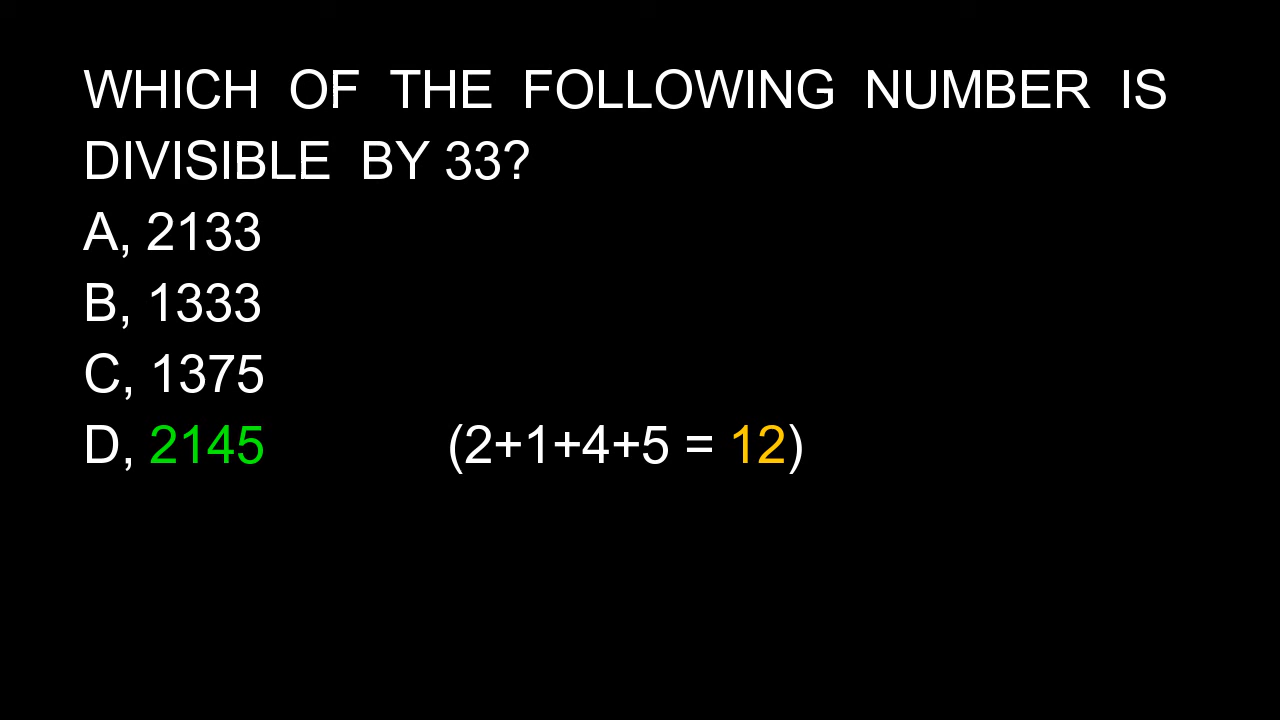 WHICH OF THE FOLLOWING NUMBER IS
DIVISIBLE BY 33?
A, 2133
B, 1333
C, 1375
D, 2145 (2+1+4+5 = 12)